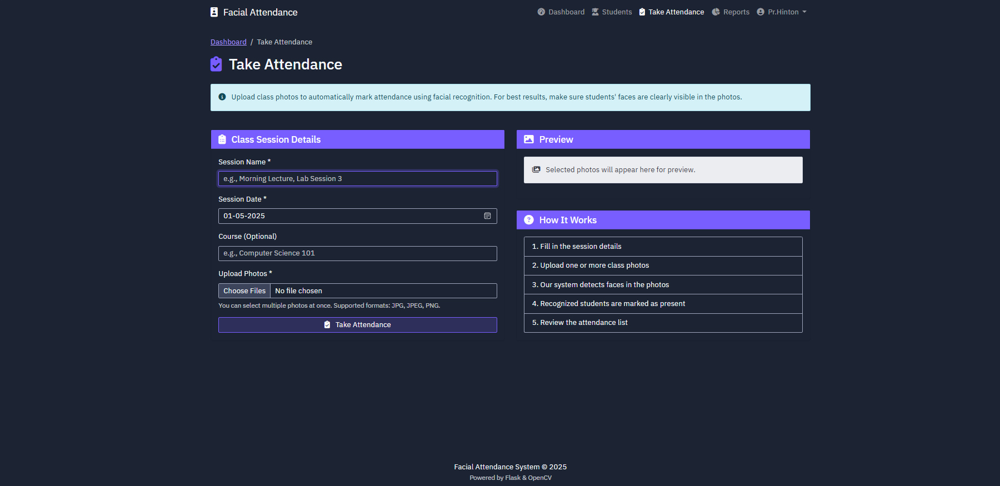 Facial Attendance
Dashboard Students Take Attendance Reports Pr.Hinton
Dashboard / Take Attendance
Take Attendance
Upload class photos to automatically mark attendance using facial recognition. For best results, make sure students' faces are clearly visible in the photos.
Class Session Details
Session Name *
e.g., Morning Lecture, Lab Session 3
Session Date *
01-05-2025
Course (Optional)
e.g., Computer Science 101
Upload Photos *
Choose Files No file chosen
You can select multiple photos at once. Supported formats: JPG, JPEG, PNG.
Take Attendance
Preview
Selected photos will appear here for preview.
How It Works
1. Fill in the session details
2. Upload one or more class photos
3. Our system detects faces in the photos
4. Recognized students are marked as present
5. Review the attendance list
Facial Attendance System © 2025
Powered by Flask & OpenCV